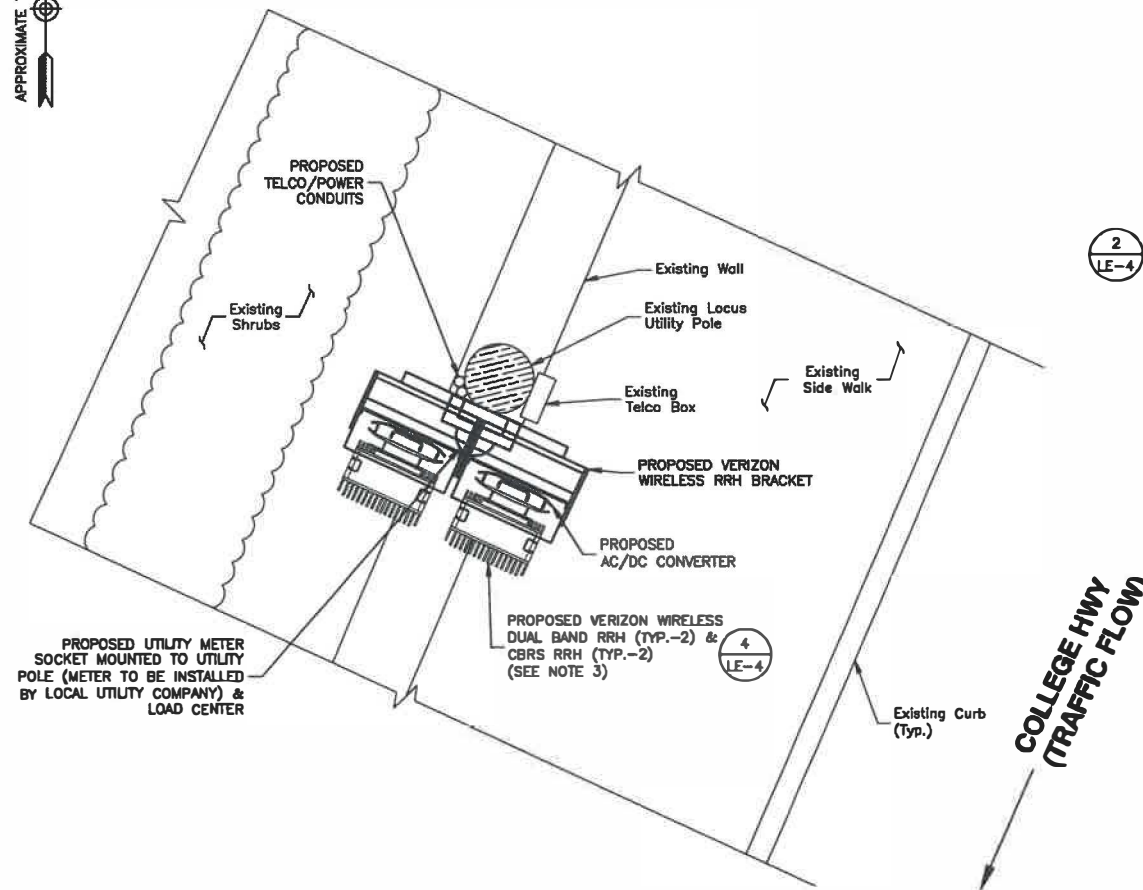 APPROXIMATE
PROPOSED
TELCO/POWER
CONDUITS
Existing Wall
2
LE-4
Existing
Shrubs
Existing Locus
Utility Pole
Existing
Side Walk
Existing
Telco Box
PROPOSED VERIZON
WIRELESS RRH BRACKET
PROPOSED
AC/DC CONVERTER
PROPOSED VERIZON WIRELESS
DUAL BAND RRH (TYP.-2) &
CBRS RRH (TYP.-2)
(SEE NOTE 3)
4
LE-4
PROPOSED UTILITY METER
SOCKET MOUNTED TO UTILITY
POLE (METER TO BE INSTALLED
BY LOCAL UTILITY COMPANY) &
LOAD CENTER
Existing Curb
(Typ.)
COLLEGE HWY
(TRAFFIC FLOW)